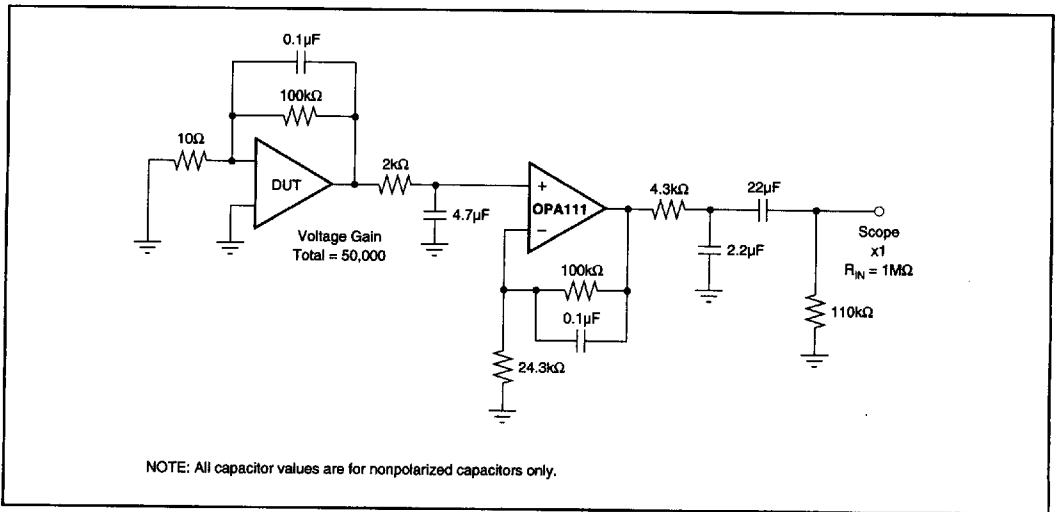 0.1µF
100kΩ
10Ω
DUT
Voltage Gain
Total = 50,000
2kΩ
4.7µF
+
OPA111
–
100kΩ
0.1µF
24.3kΩ
4.3kΩ
2.2µF
22µF
Scope
x1
RIN = 1MΩ
110kΩ
NOTE: All capacitor values are for nonpolarized capacitors only.